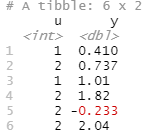 # A tibble: 6 x 2
u y
<int> <dbl>
1 1 0.410
2 2 0.737
3 1 1.01
4 2 1.82
5 2 -0.233
6 2 2.04